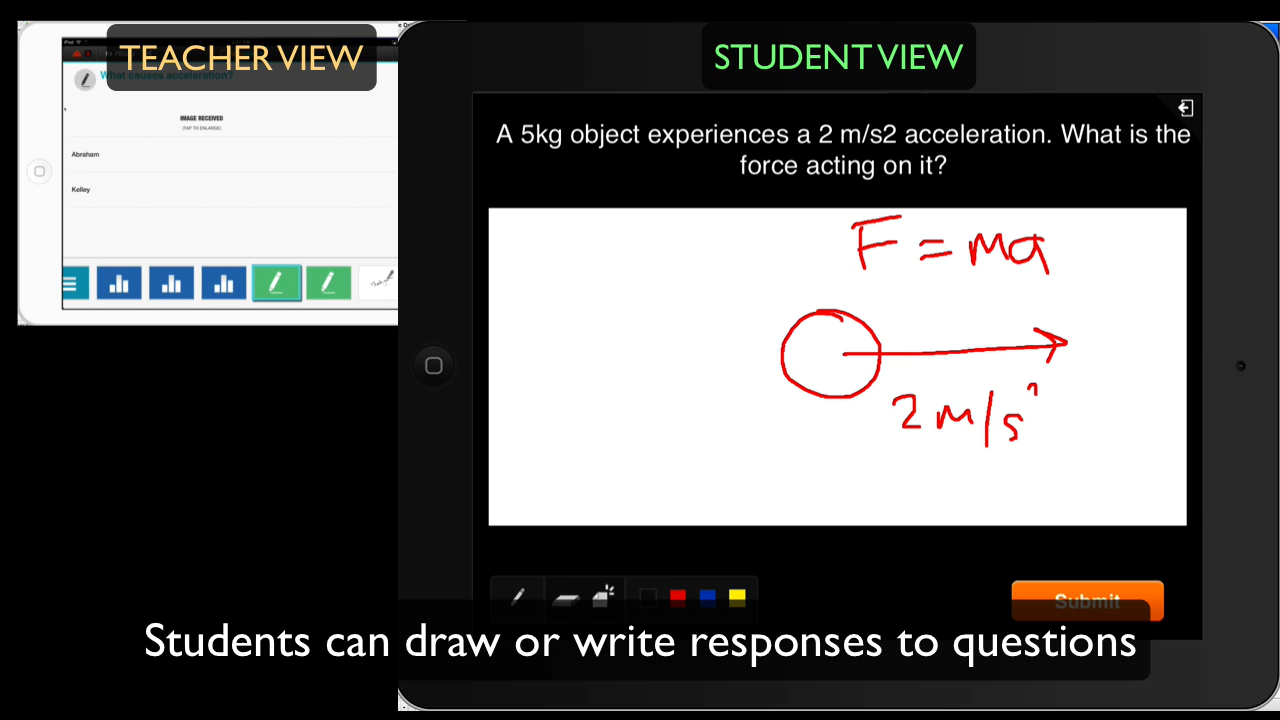 TEACHER VIEW
What causes acceleration?
IMAGE RECEIVED
(TAP TO ENLARGE)
Abraham
Kelley
STUDENT VIEW
A 5kg object experiences a 2 m/s2 acceleration. What is the
force acting on it?
F = ma
2 m/s²
Submit
Students can draw or write responses to questions